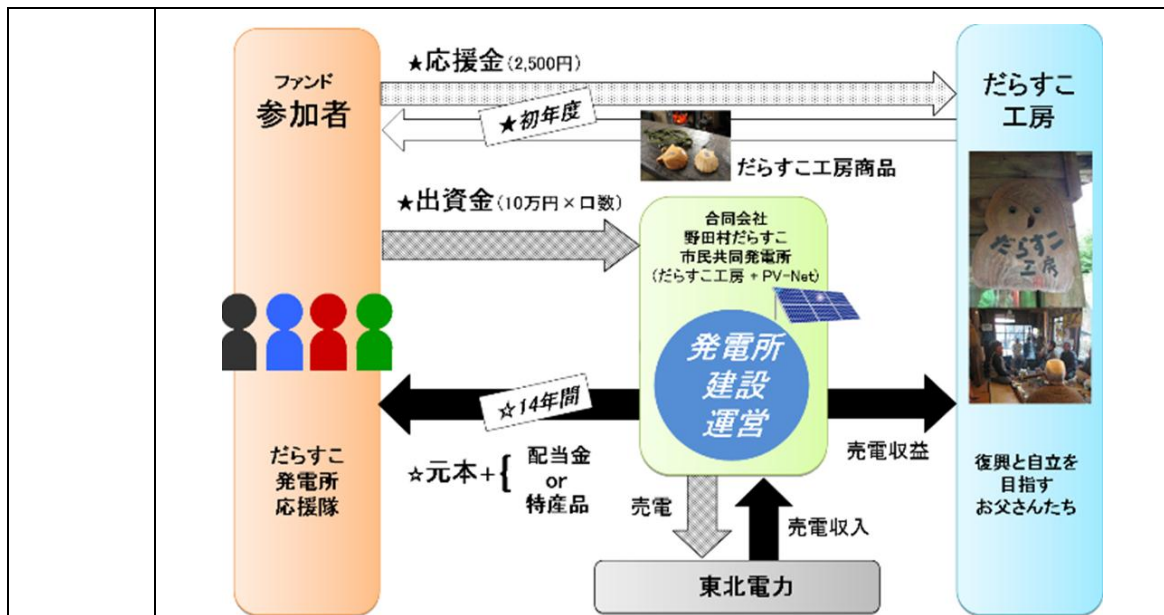 ファンド
参加者
★応援金(2,500円)
★初年度
だらすこ工房商品
だらすこ
工房
だらすこ
工房
★出資金(10万円×口数)
合同会社
野田村だらすこ
市民共同発電所
(だらすこ工房 + PV-Net)
発電所
建設
運営
☆14年間
☆元本+{
配当金
or
特産品
売電収益
だらすこ
発電所
応援隊
復興と自立を
目指す
お父さんたち
売電
売電収入
東北電力